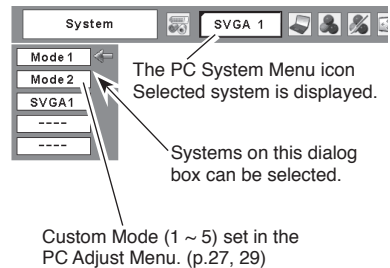 System
SVGA 1
Mode 1
Mode 2
SVGA1
----
----
The PC System Menu icon
Selected system is displayed.
Systems on this dialog
box can be selected.
Custom Mode (1 ~ 5) set in the
PC Adjust Menu. (p.27, 29)